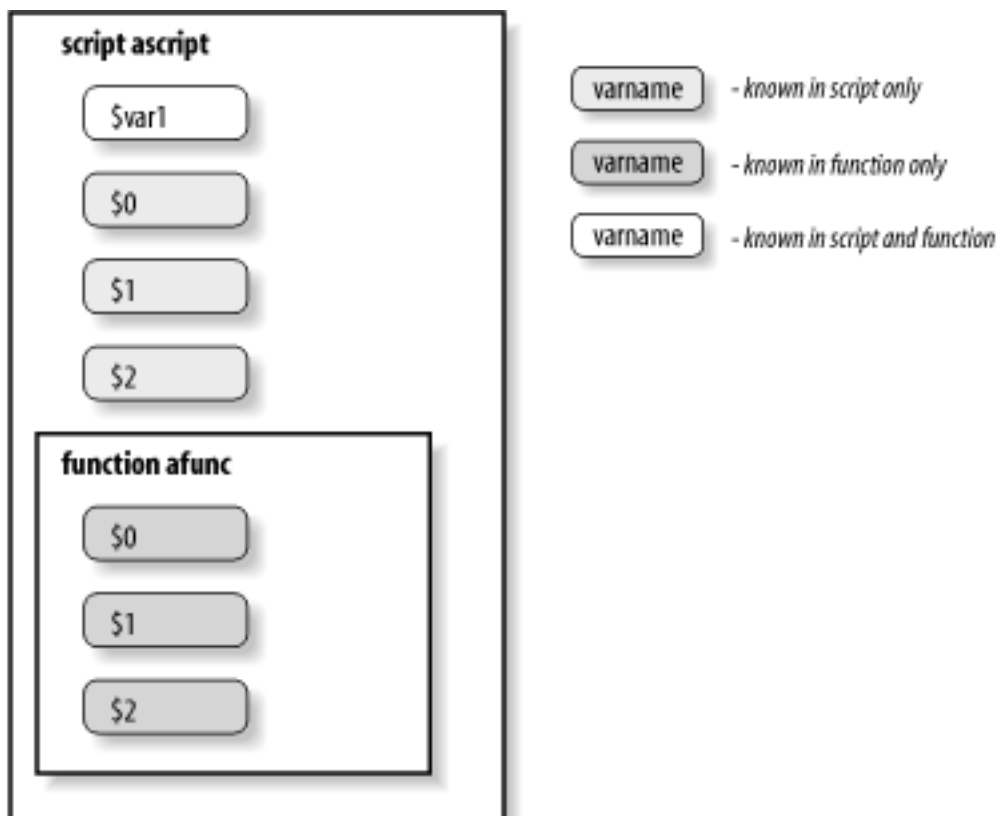 script ascript
$var1
$0
$1
$2
function afunc
$0
$1
$2
varname - known in script only
varname - known in function only
varname - known in script and function